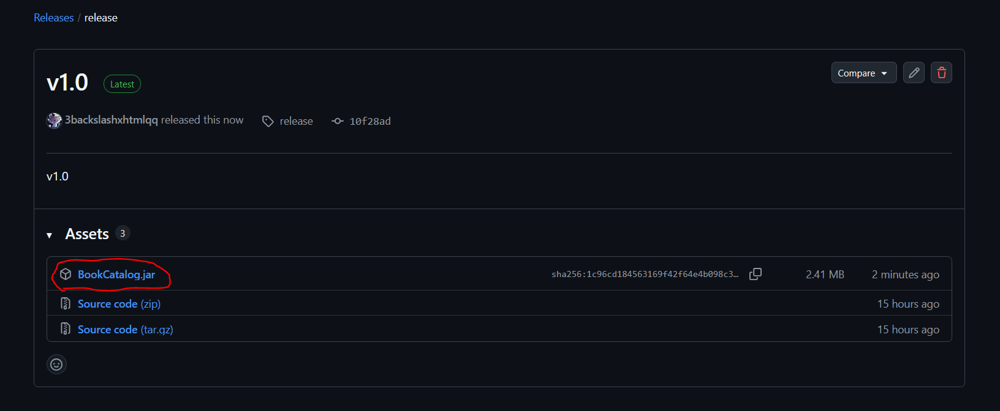 Releases / release
v1.0 Latest
Compare
3backslashxhtmlqq released this now release 10f28ad
v1.0
Assets 3
BookCatalog.jar sha256:1c96cd184563169f42f64e4b098c3… 2.41 MB 2 minutes ago
Source code (zip) 15 hours ago
Source code (tar.gz) 15 hours ago